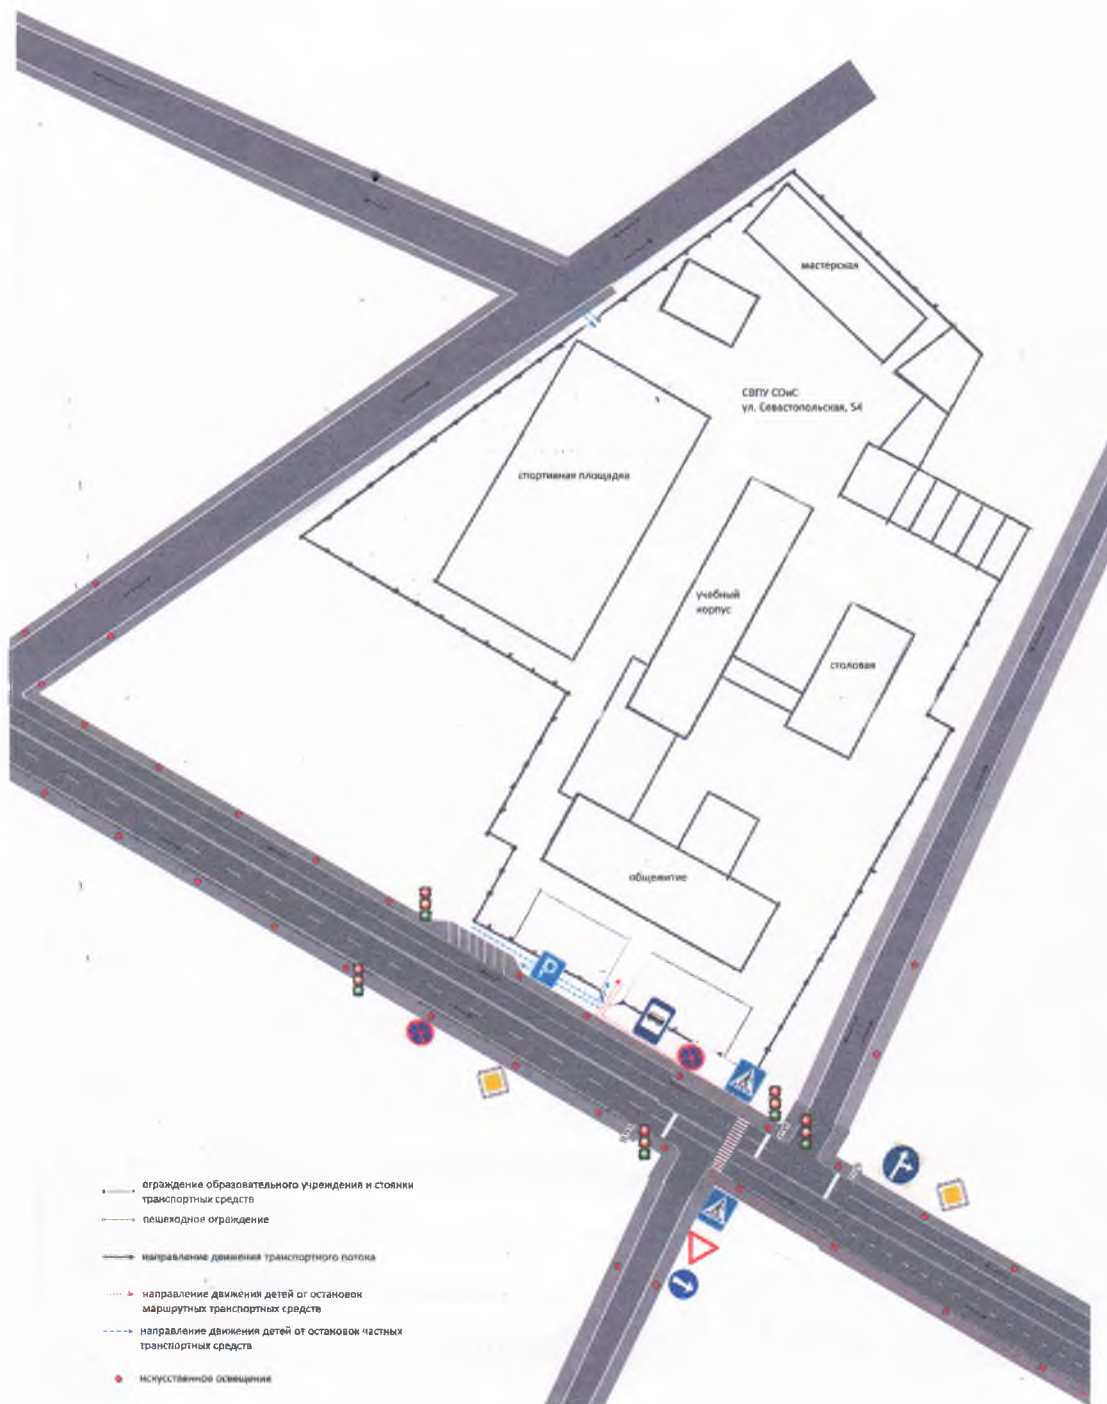 мастерская
СВПУ СОиС
ул. Севастопольская, 54
спортивная площадка
учебный
корпус
столовая
общежитие
P
ограждение образовательного учреждения и стоянки
транспортных средств
пешеходное ограждение
направление движения транспортного потока
направление движения детей от остановок
маршрутных транспортных средств
направление движения детей от остановок частных
транспортных средств
искусственное освещение